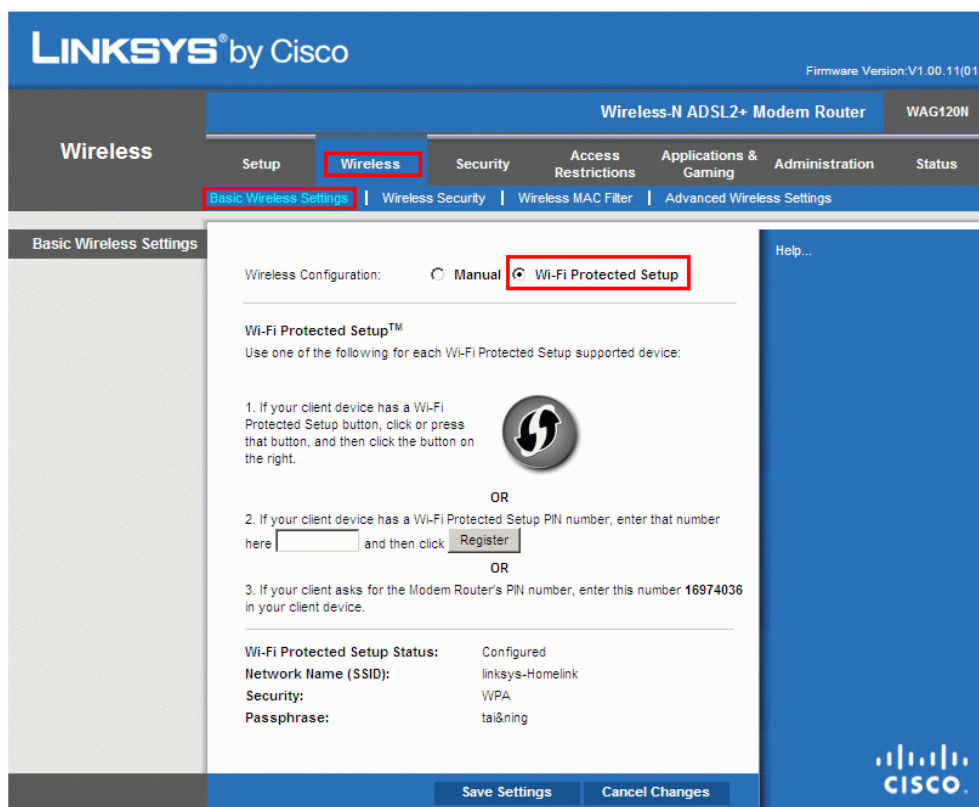 LINKSYS® by Cisco
Firmware Version:V1.00.11(01
Wireless-N ADSL2+ Modem Router WAG120N
Wireless
Setup Wireless Security Access Restrictions Applications & Gaming Administration Status
Basic Wireless Settings | Wireless Security | Wireless MAC Filter | Advanced Wireless Settings
Basic Wireless Settings
Help...
Wireless Configuration: Manual Wi-Fi Protected Setup
Wi-Fi Protected Setup™
Use one of the following for each Wi-Fi Protected Setup supported device:
1. If your client device has a Wi-Fi
Protected Setup button, click or press
that button, and then click the button on
the right.
OR
2. If your client device has a Wi-Fi Protected Setup PIN number, enter that number
here and then click Register
OR
3. If your client asks for the Modem Router's PIN number, enter this number 16974036
in your client device.
Wi-Fi Protected Setup Status: Configured
Network Name (SSID): linksys-Homelink
Security: WPA
Passphrase: tai&ning
Save Settings Cancel Changes
CISCO.